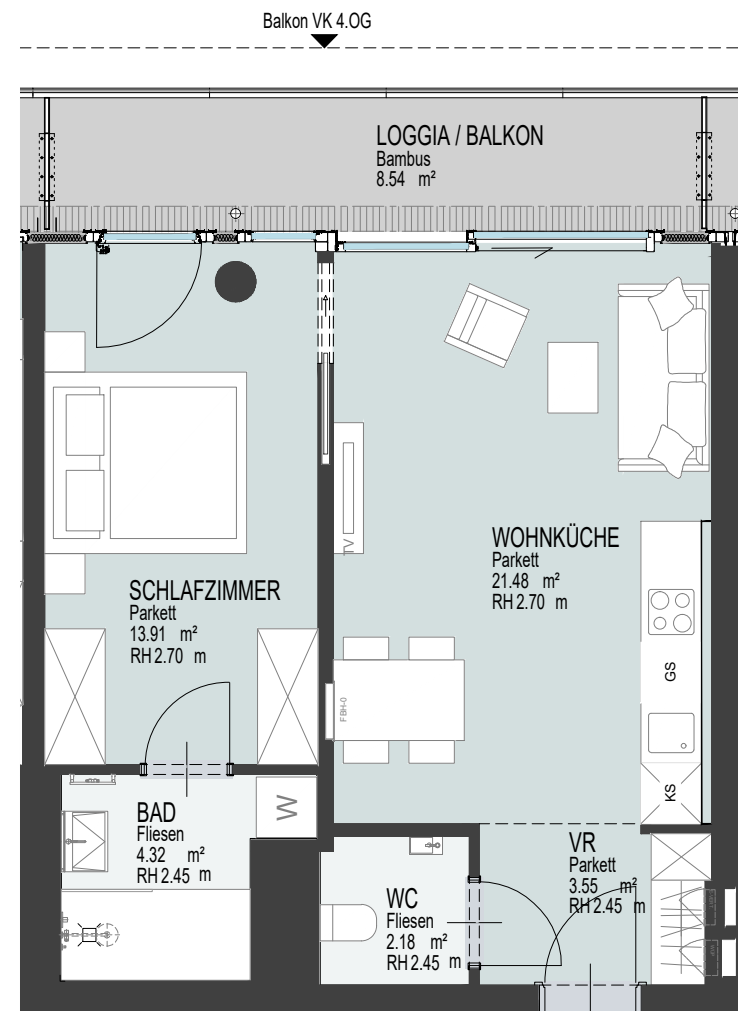 Balkon VK 4.OG
LOGGIA / BALKON
Bambus
8.54 m²
WOHNKÜCHE
Parkett
21.48 m²
RH 2.70 m
TV
SCHLAFZIMMER
Parkett
13.91 m²
RH 2.70 m
GS
FBH-0
KS
W
BAD
Fliesen
4.32 m²
RH 2.45 m
VR
Parkett
3.55 m²
RH 2.45 m
WC
Fliesen
2.18 m²
RH 2.45 m